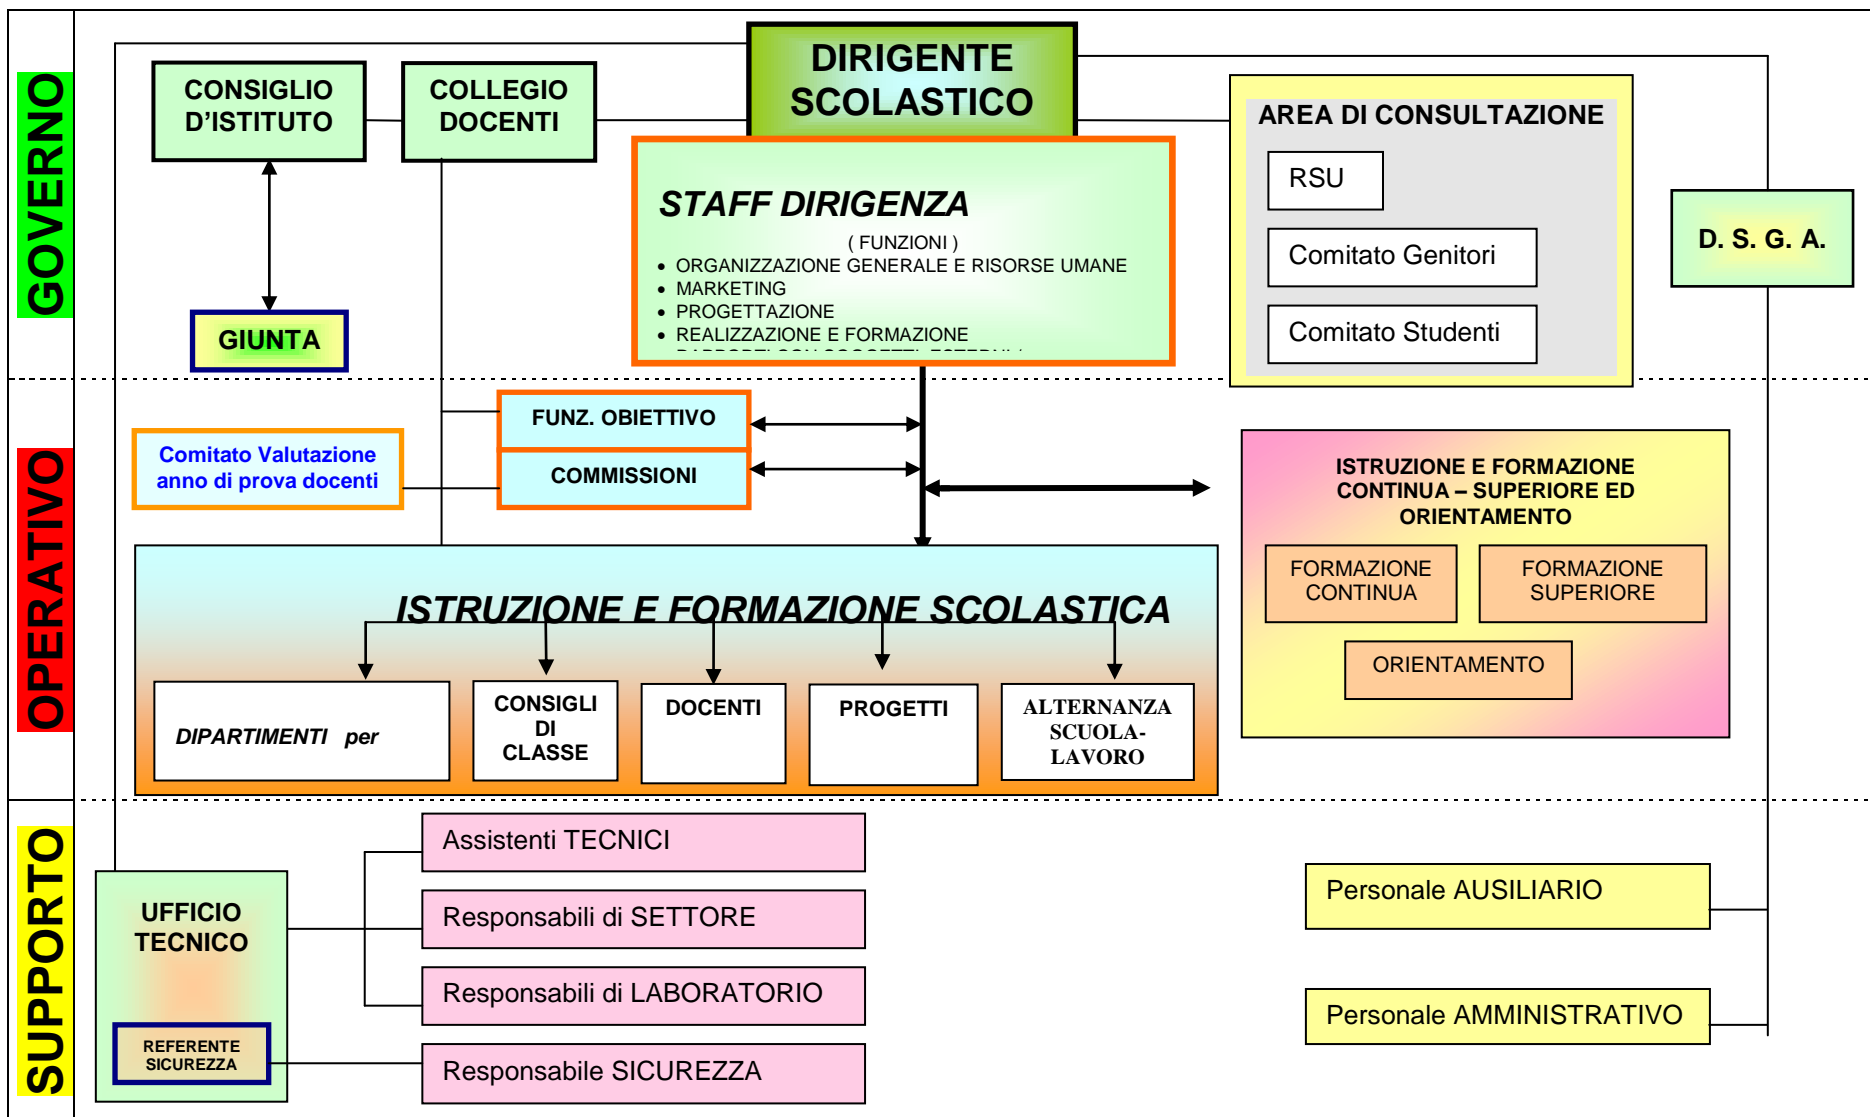 GOVERNO
DIRIGENTE
SCOLASTICO
CONSIGLIO
D'ISTITUTO
COLLEGIO
DOCENTI
GIUNTA
STAFF DIRIGENZA
( FUNZIONI )
• ORGANIZZAZIONE GENERALE E RISORSE UMANE
• MARKETING
• PROGETTAZIONE
• REALIZZAZIONE E FORMAZIONE
AREA DI CONSULTAZIONE
RSU
Comitato Genitori
Comitato Studenti
D. S. G. A.
OPERATIVO
FUNZ. OBIETTIVO
COMMISSIONI
Comitato Valutazione
anno di prova docenti
ISTRUZIONE E FORMAZIONE
CONTINUA – SUPERIORE ED
ORIENTAMENTO
FORMAZIONE
CONTINUA
FORMAZIONE
SUPERIORE
ORIENTAMENTO
ISTRUZIONE E FORMAZIONE SCOLASTICA
DIPARTIMENTI per
CONSIGLI
DI
CLASSE
DOCENTI
PROGETTI
ALTERNANZA
SCUOLA-
LAVORO
SUPPORTO
UFFICIO
TECNICO
REFERENTE
SICUREZZA
Assistenti TECNICI
Responsabili di SETTORE
Responsabili di LABORATORIO
Responsabile SICUREZZA
Personale AUSILIARIO
Personale AMMINISTRATIVO